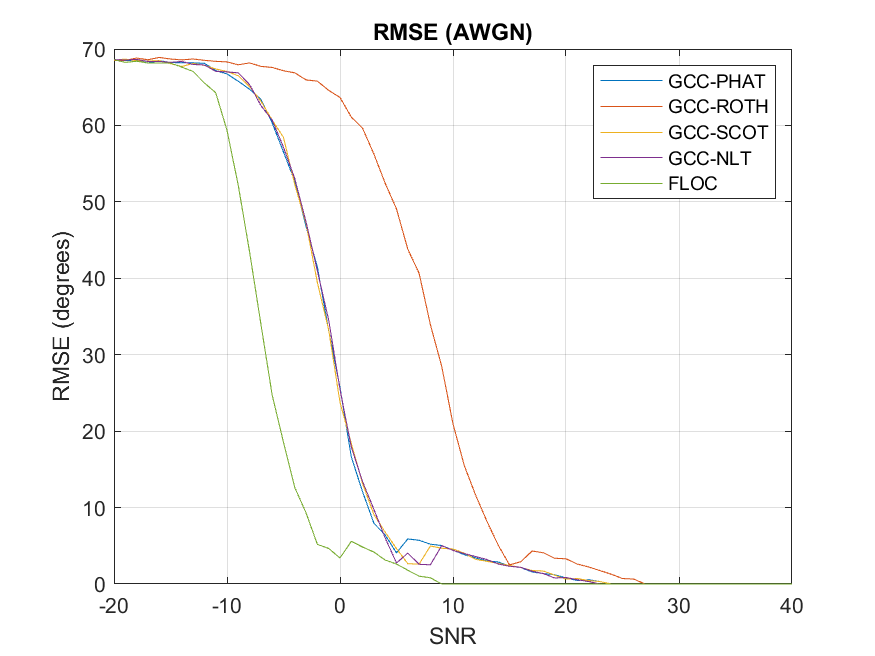 RMSE (AWGN)
70
60
50
40
30
20
10
0
RMSE (degrees)
GCC-PHAT
GCC-ROTH
GCC-SCOT
GCC-NLT
FLOC
-20
-10
0
10
20
30
40
SNR